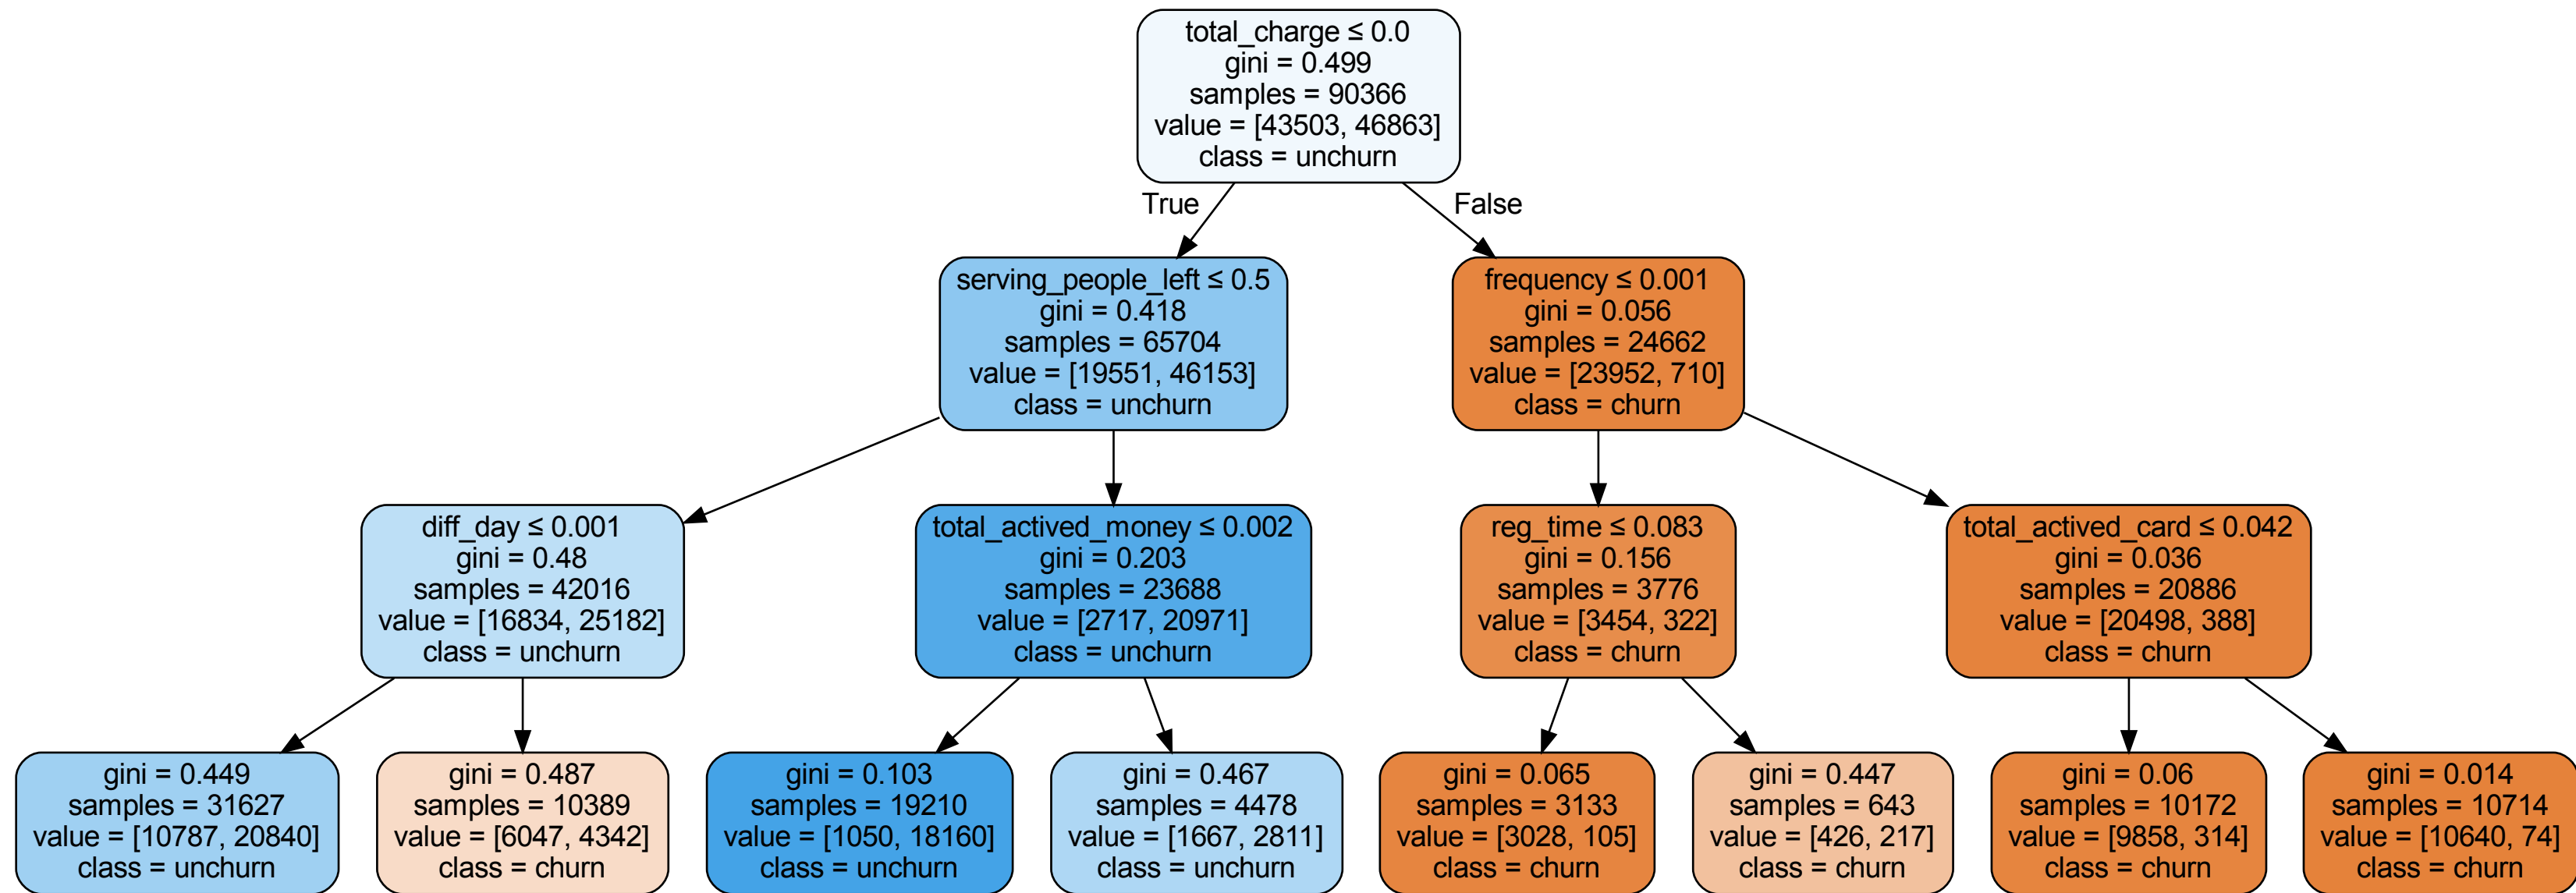 total_charge ≤ 0.0
gini = 0.499
samples = 90366
value = [43503, 46863]
class = unchurn
True
False
serving_people_left ≤ 0.5
gini = 0.418
samples = 65704
value = [19551, 46153]
class = unchurn
frequency ≤ 0.001
gini = 0.056
samples = 24662
value = [23952, 710]
class = churn
diff_day ≤ 0.001
gini = 0.48
samples = 42016
value = [16834, 25182]
class = unchurn
total_actived_money ≤ 0.002
gini = 0.203
samples = 23688
value = [2717, 20971]
class = unchurn
reg_time ≤ 0.083
gini = 0.156
samples = 3776
value = [3454, 322]
class = churn
total_actived_card ≤ 0.042
gini = 0.036
samples = 20886
value = [20498, 388]
class = churn
gini = 0.449
samples = 31627
value = [10787, 20840]
class = unchurn
gini = 0.487
samples = 10389
value = [6047, 4342]
class = churn
gini = 0.103
samples = 19210
value = [1050, 18160]
class = unchurn
gini = 0.467
samples = 4478
value = [1667, 2811]
class = unchurn
gini = 0.065
samples = 3133
value = [3028, 105]
class = churn
gini = 0.447
samples = 643
value = [426, 217]
class = churn
gini = 0.06
samples = 10172
value = [9858, 314]
class = churn
gini = 0.014
samples = 10714
value = [10640, 74]
class = churn